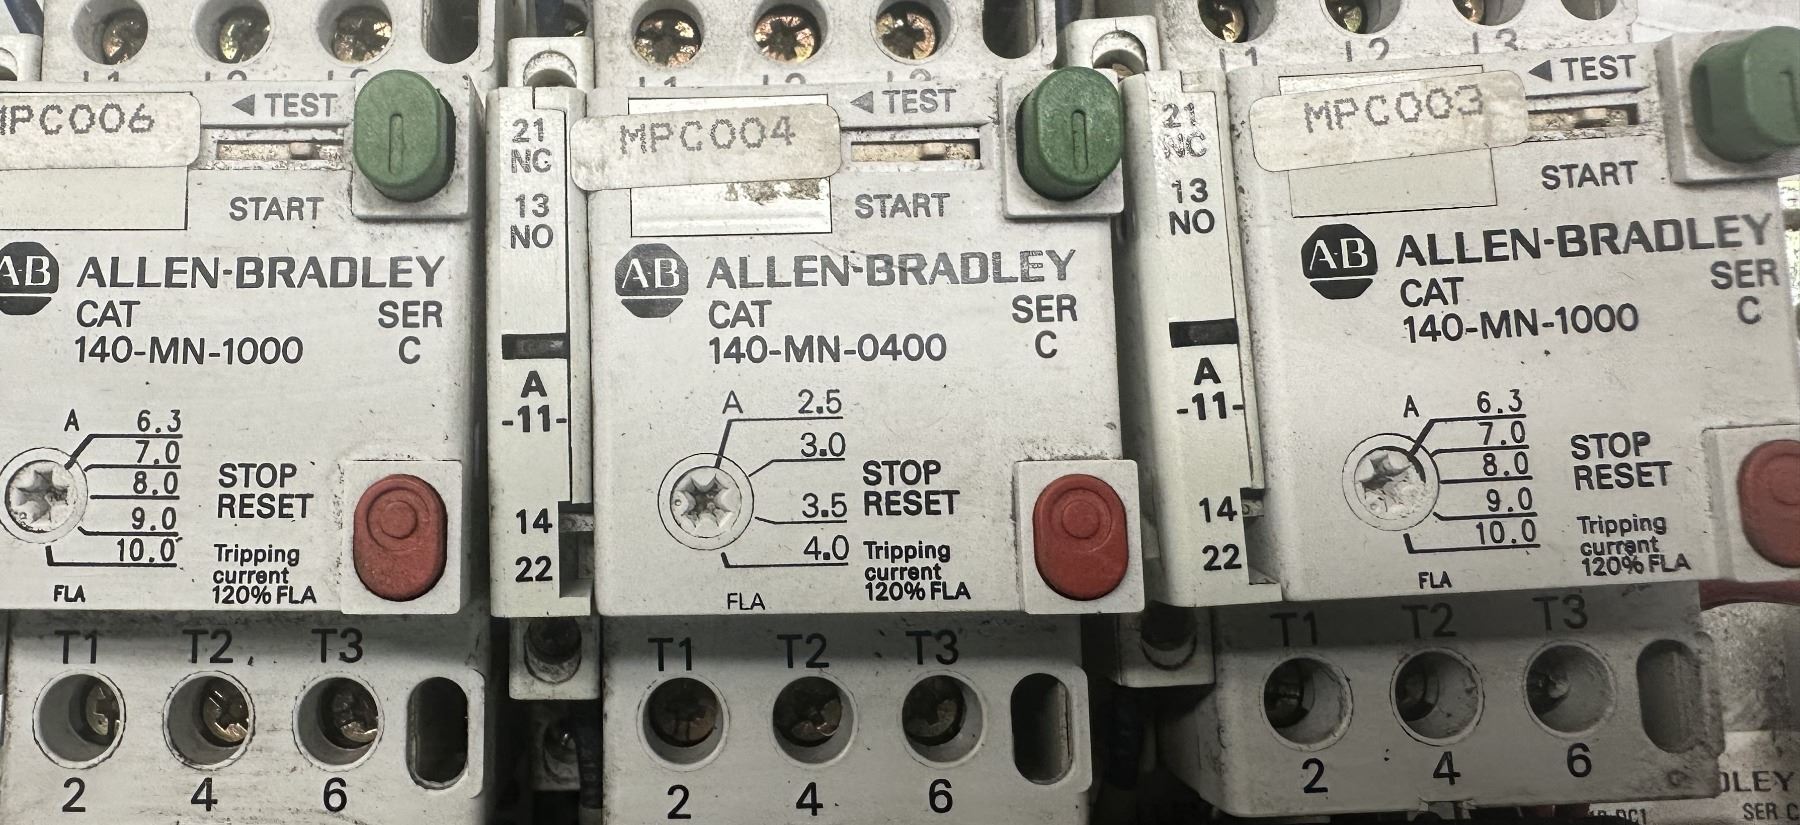 MPC006
◀ TEST
START
A-B ALLEN-BRADLEY
CAT SER
140-MN-1000 C
A 6.3
7.0
8.0
9.0
10.0
FLA
STOP
RESET
Tripping
current
120% FLA
T1 T2 T3
2 4 6
21
NC
13
NO
A
-11-
14
22
MPC004
◀ TEST
START
A-B ALLEN-BRADLEY
CAT SER
140-MN-0400 C
A 2.5
3.0
3.5
4.0
FLA
STOP
RESET
Tripping
current
120% FLA
T1 T2 T3
2 4 6
21
NC
13
NO
A
-11-
14
22
L2 L3
MPC003
◀ TEST
START
A-B ALLEN-BRADLEY
CAT SER
140-MN-1000 C
A 6.3
7.0
8.0
9.0
10.0
FLA
STOP
RESET
Tripping
current
120% FLA
T1 T2 T3
2 4 6
DLEY
SER C